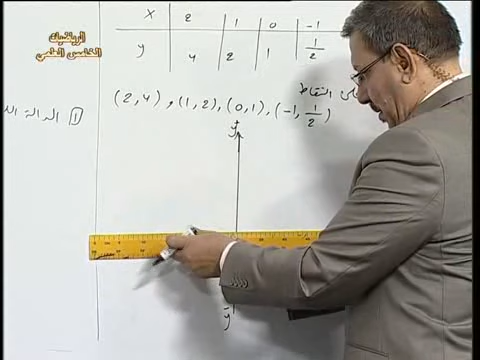 الرياضيات
الخامس العلمي
x 2 1 0 -1
y 4 2 1 1/2
النقاط
(2,4), (1,2), (0,1), (-1, 1/2)
1 الدالة
y+
y-